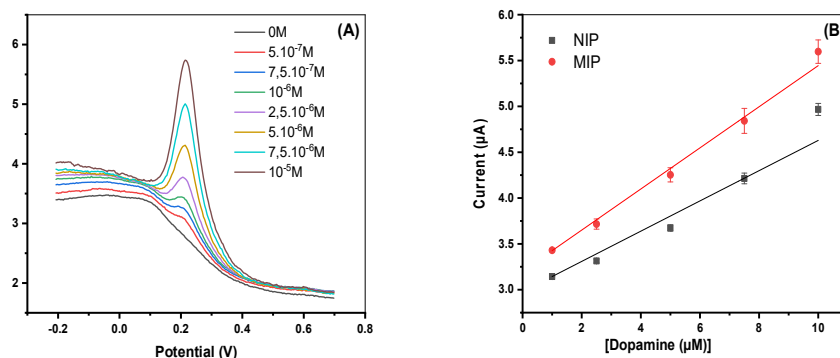 (A)
0M
5.10⁻⁷M
7,5.10⁻⁷M
10⁻⁶M
2,5.10⁻⁶M
5.10⁻⁶M
7,5.10⁻⁶M
10⁻⁵M
6
5
4
3
2
-0.2 0.0 0.2 0.4 0.6 0.8
Potential (V)
(B)
NIP
MIP
Current (µA)
5.5
5.0
4.5
4.0
3.5
3.0
0 2 4 6 8 10
[Dopamine (µM)]